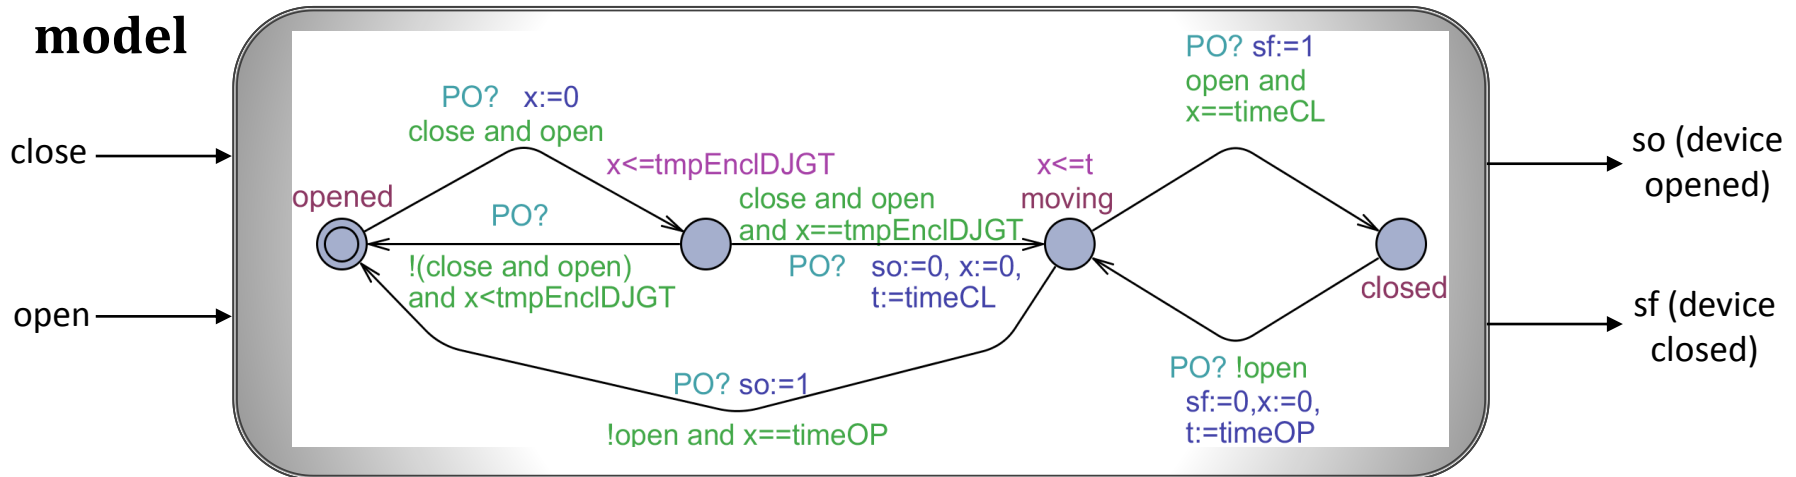 model
close
open
PO? x:=0
close and open
x<=tmpEnclDJGT
opened
PO?
!(close and open)
and x<tmpEnclDJGT
close and open
and x==tmpEnclDJGT
PO? so:=0, x:=0,
t:=timeCL
x<=t
moving
PO? sf:=1
open and
x==timeCL
closed
PO? !open
sf:=0,x:=0,
t:=timeOP
PO? so:=1
!open and x==timeOP
so (device
opened)
sf (device
closed)